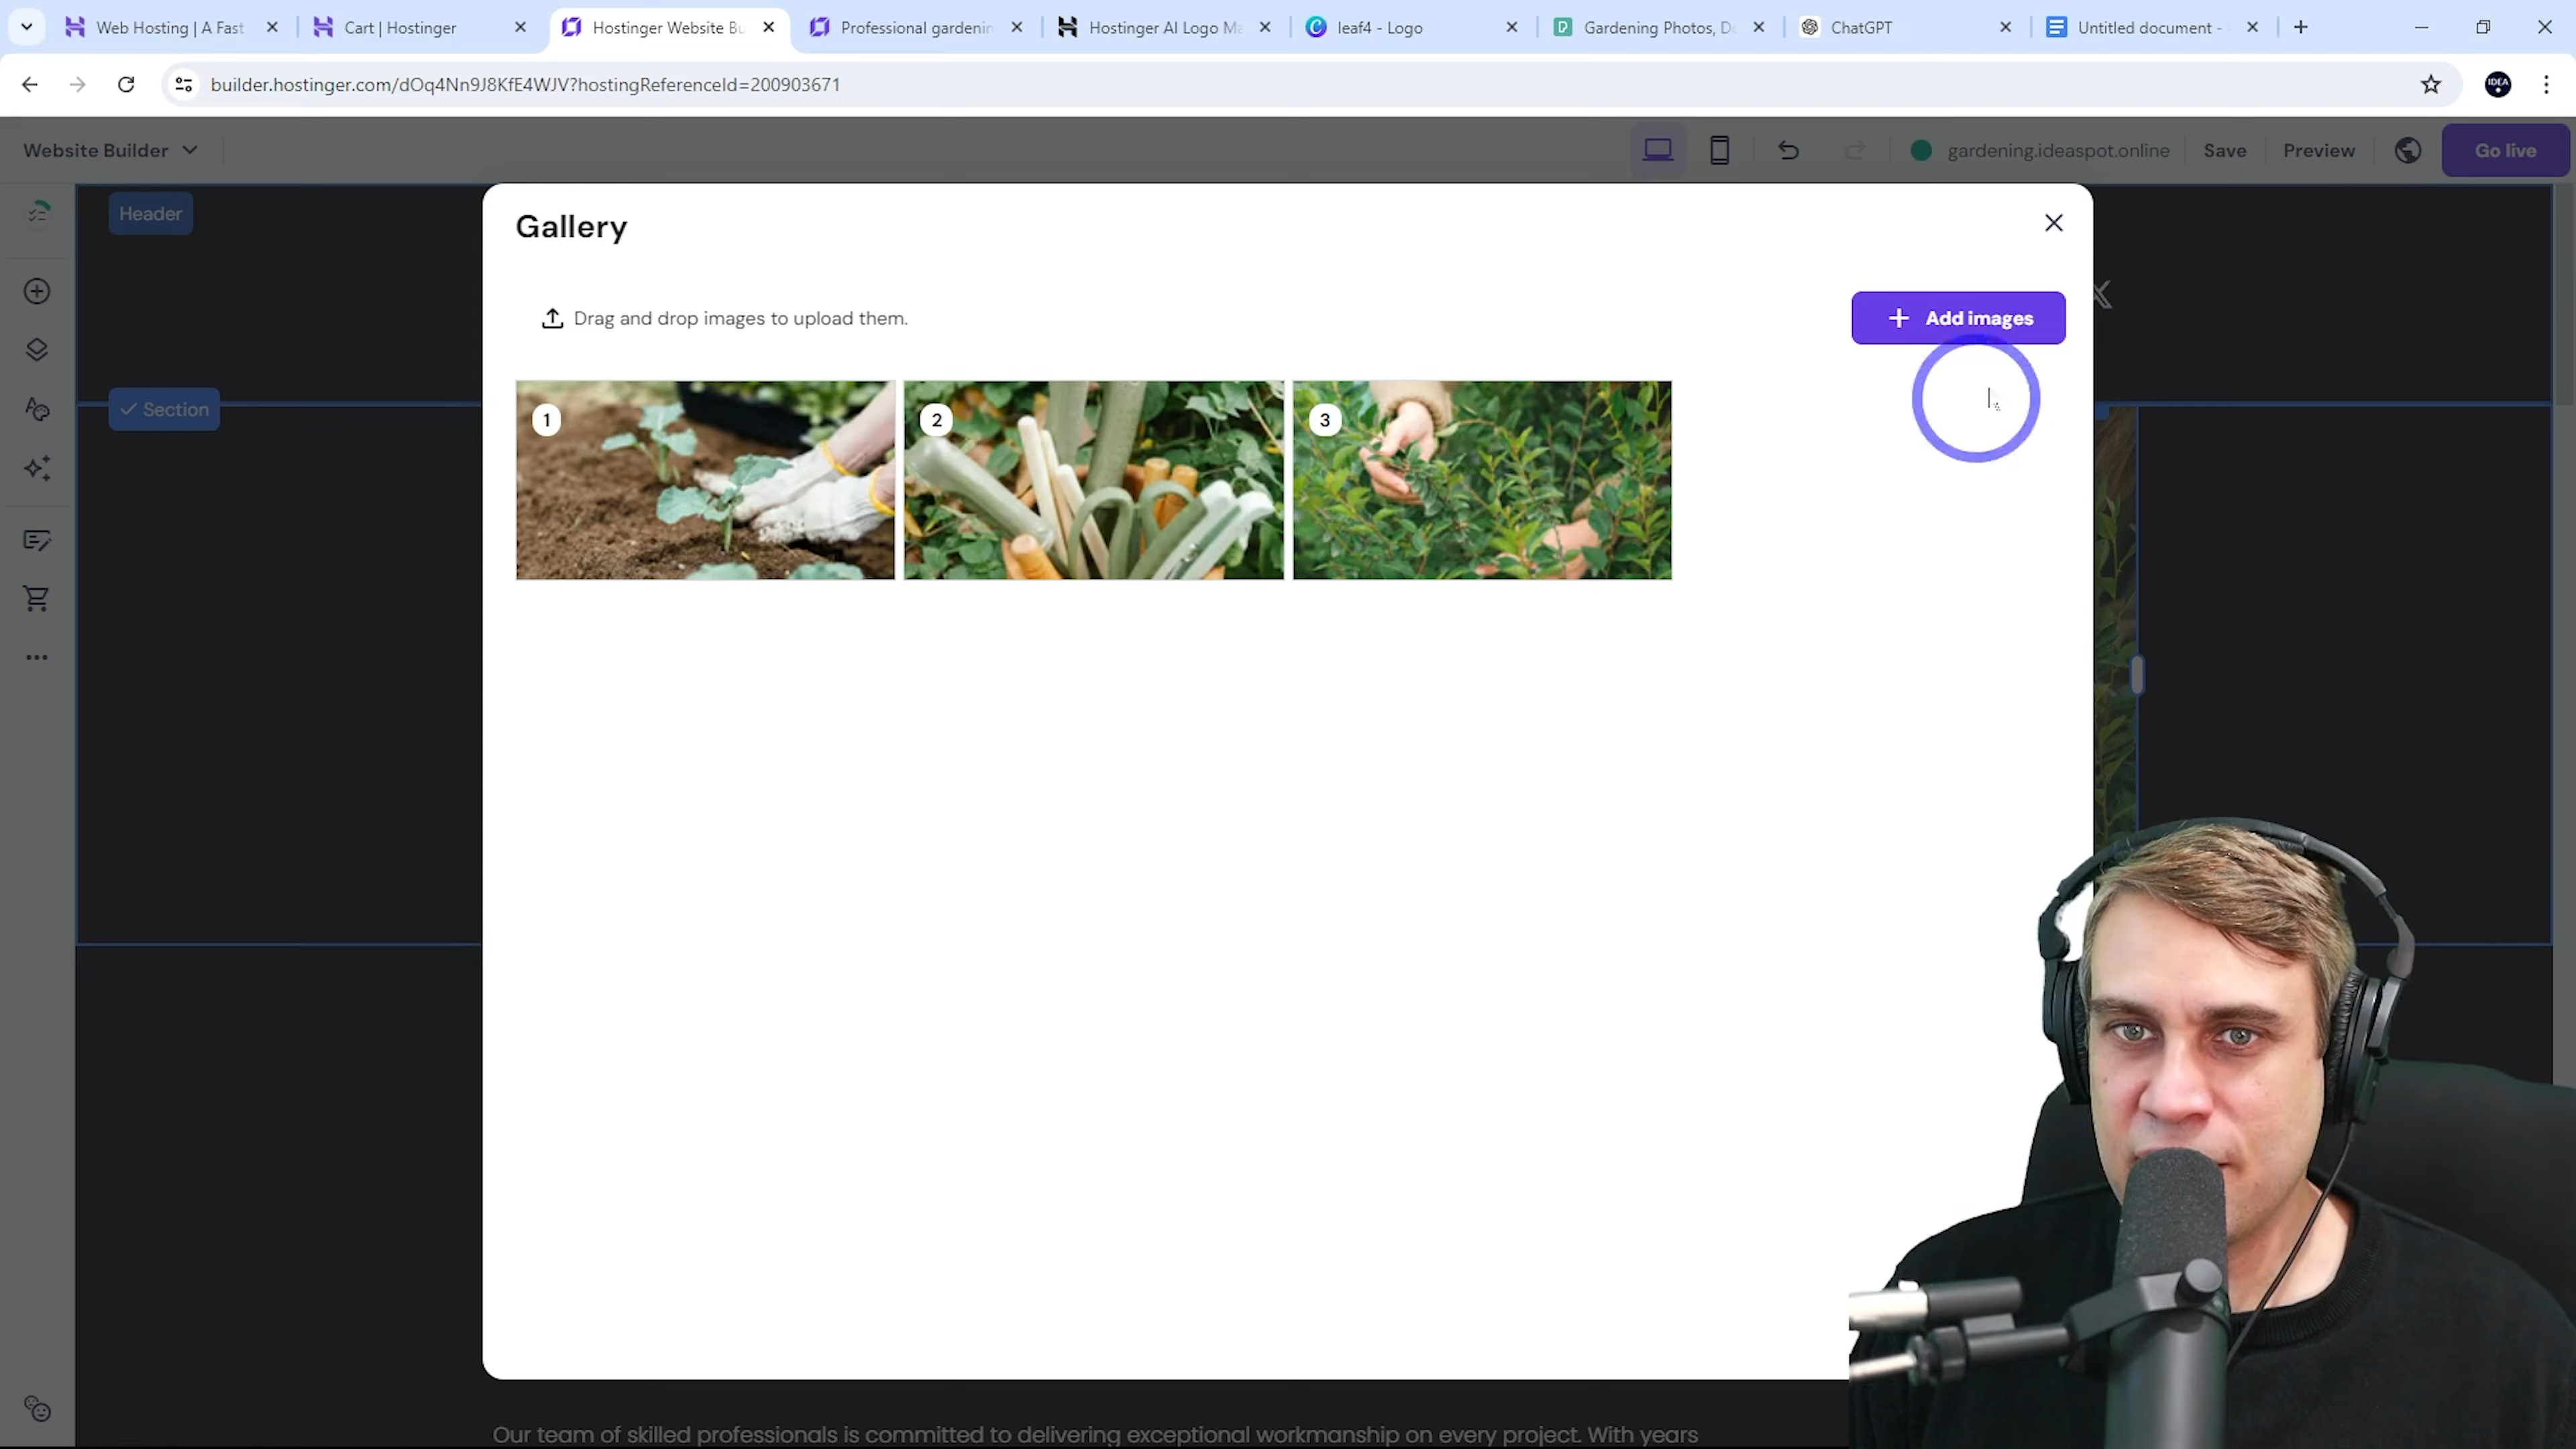 Web Hosting | A Fast
Cart | Hostinger
Hostinger Website Bu
Professional gardenin
Hostinger AI Logo Ma
leaf4 - Logo
Gardening Photos, Do
ChatGPT
Untitled document -
builder.hostinger.com/dOq4Nn9J8KfE4WJV?hostingReferenceId=200903671
IDEA
Website Builder
gardening.ideaspot.online
Save
Preview
Go live
Header
Gallery
Drag and drop images to upload them.
Add images
Section
1
2
3
Our team of skilled professionals is committed to delivering exceptional workmanship on every project. With years